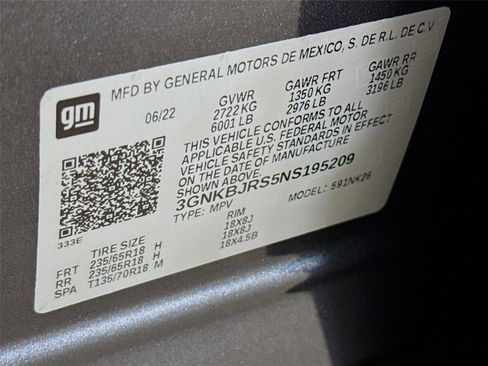 gm
MFD BY GENERAL MOTORS DE MEXICO, S. DE R.L. DE C.V
06/22 GVWR GAWR FRT GAWR RR
2722 KG 1350 KG 1450 KG
6001 LB 2976 LB 3196 LB
THIS VEHICLE CONFORMS TO ALL
APPLICABLE U.S. FEDERAL MOTOR
VEHICLE SAFETY STANDARDS IN EFFECT
ON THE DATE OF MANUFACTURE
SHOWN ABOVE
3GNKBJRS5NS195209
TYPE: MPV MODEL: 591NK26
333E
TIRE SIZE RIM
FRT 235/65R18 H 18X8J
RR 235/65R18 H 18X8J
SPA T135/70R18 M 18X4.5B